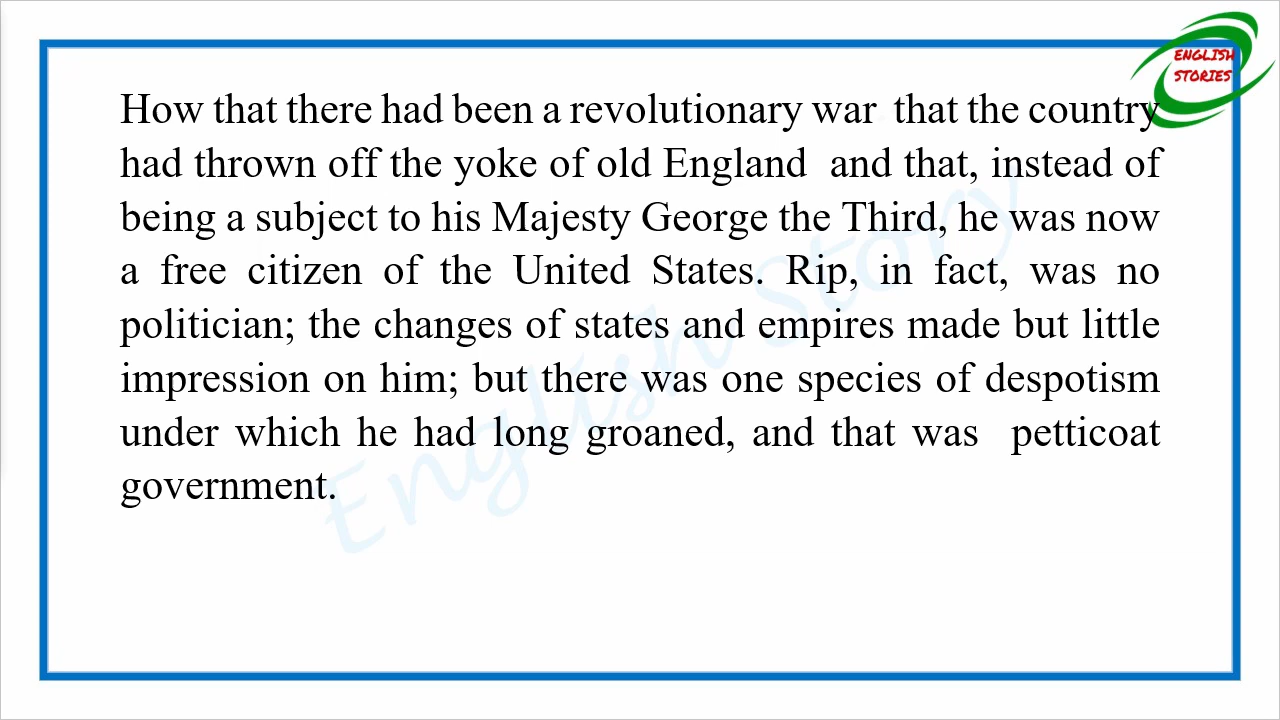 ENGLISH
STORIES
How that there had been a revolutionary war that the country
had thrown off the yoke of old England and that, instead of
being a subject to his Majesty George the Third, he was now
a free citizen of the United States. Rip, in fact, was no
politician; the changes of states and empires made but little
impression on him; but there was one species of despotism
under which he had long groaned, and that was petticoat
government.
English Story